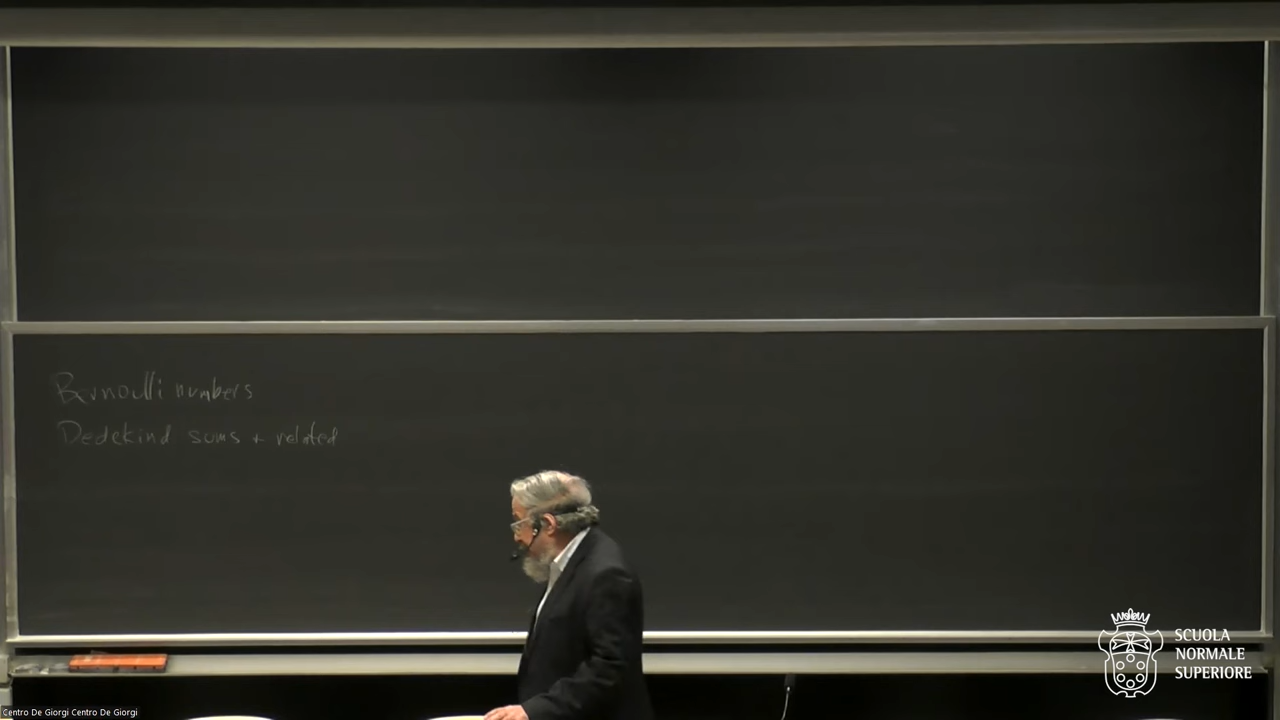 Bernoulli numbers
Dedekind sums + related
SCUOLA
NORMALE
SUPERIORE
Centro De Giorgi Centro De Giorgi